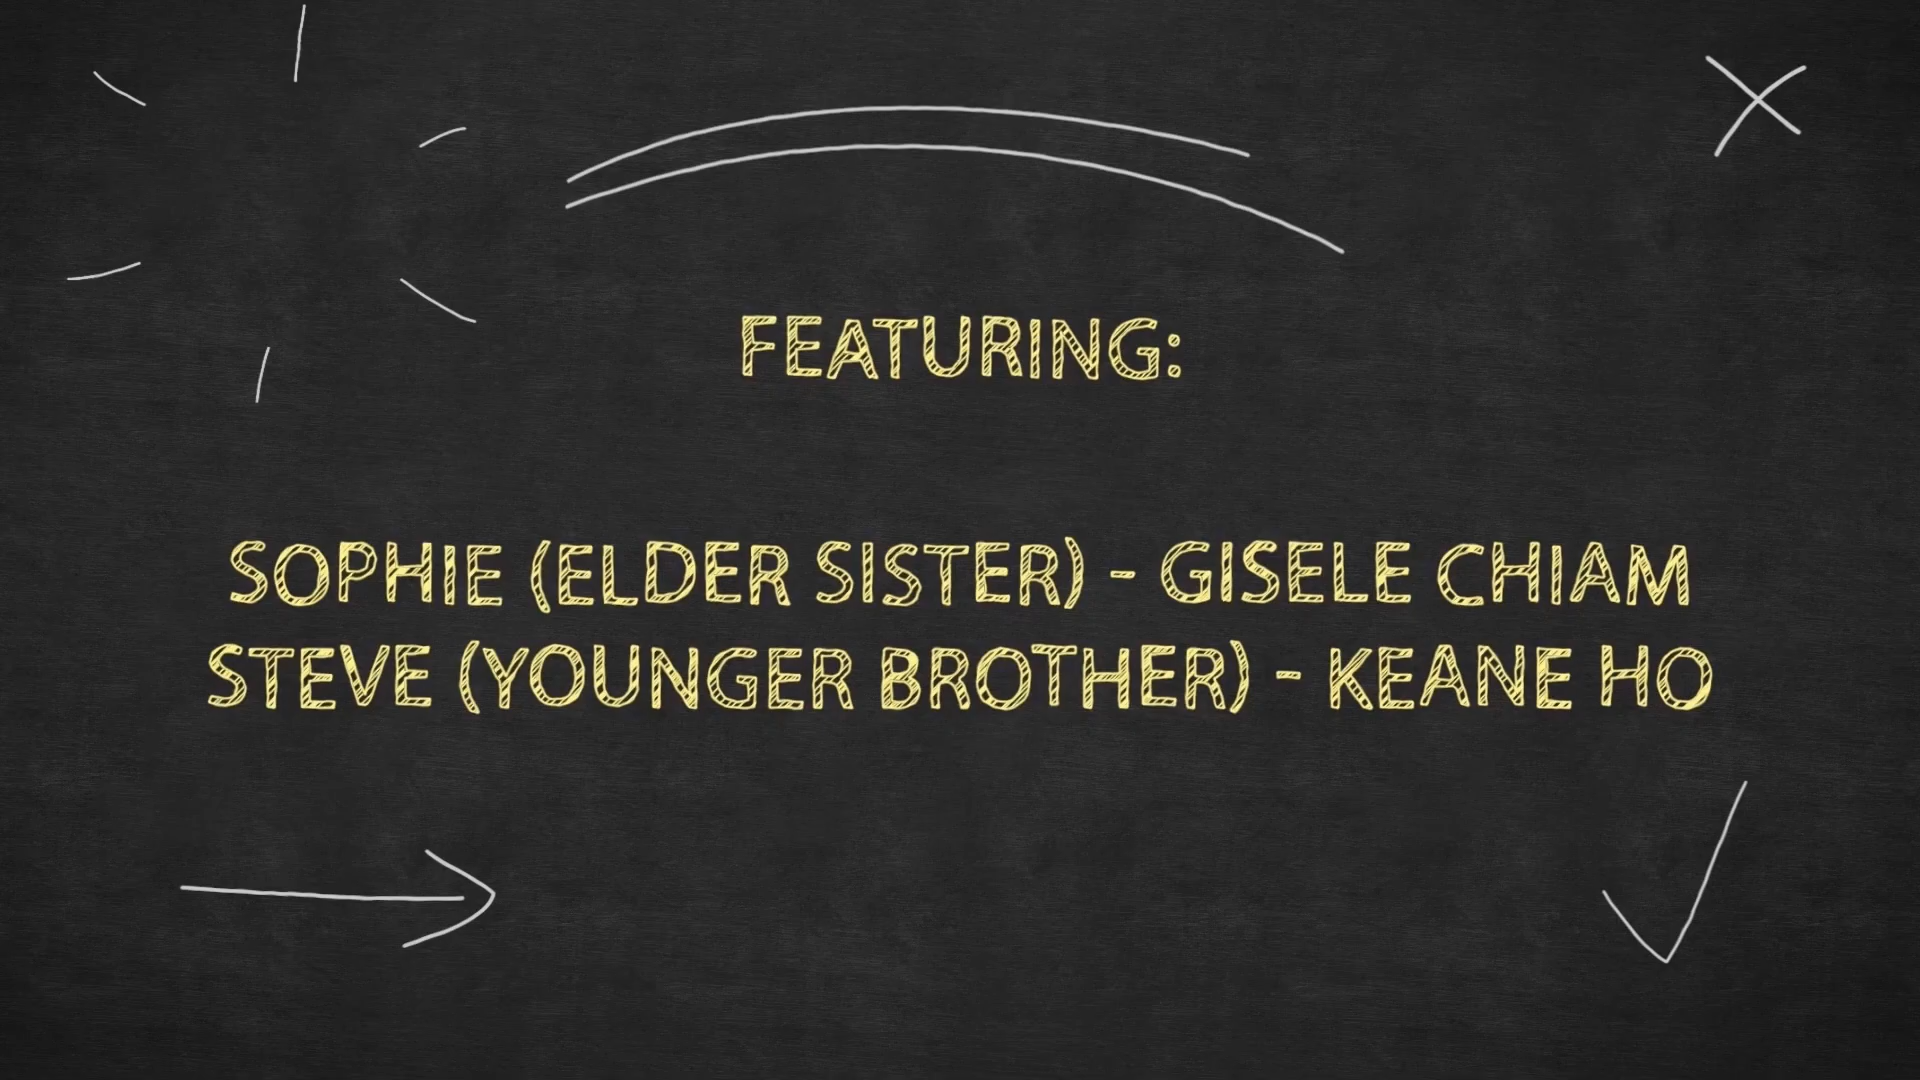 FEATURING:
SOPHIE (ELDER SISTER) - GISELE CHIAM
STEVE (YOUNGER BROTHER) - KEANE HO